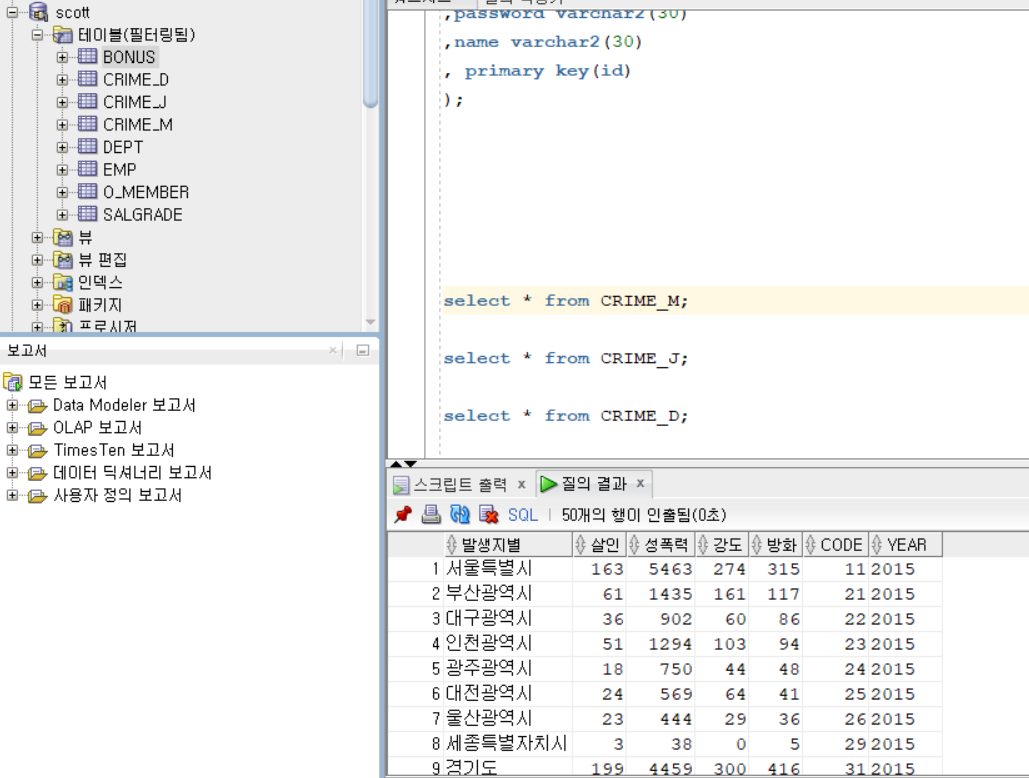 scott
테이블(필터링됨)
BONUS
CRIME_D
CRIME_J
CRIME_M
DEPT
EMP
O_MEMBER
SALGRADE
뷰
뷰 편집
인덱스
패키지
프로시저
보고서
모든 보고서
Data Modeler 보고서
OLAP 보고서
TimesTen 보고서
데이터 딕셔너리 보고서
사용자 정의 보고서
,password varchar2(30)
,name varchar2(30)
, primary key(id)
);
select * from CRIME_M;
select * from CRIME_J;
select * from CRIME_D;
스크립트 출력 x 질의 결과 x
SQL | 50개의 행이 인출됨(0초)
발생지별 살인 성폭력 강도 방화 CODE YEAR
1 서울특별시 163 5463 274 315 11 2015
2 부산광역시 61 1435 161 117 21 2015
3 대구광역시 36 902 60 86 22 2015
4 인천광역시 51 1294 103 94 23 2015
5 광주광역시 18 750 44 48 24 2015
6 대전광역시 24 569 64 41 25 2015
7 울산광역시 23 444 29 36 26 2015
8 세종특별자치시 3 38 0 5 29 2015
9 경기도 199 4459 300 416 31 2015